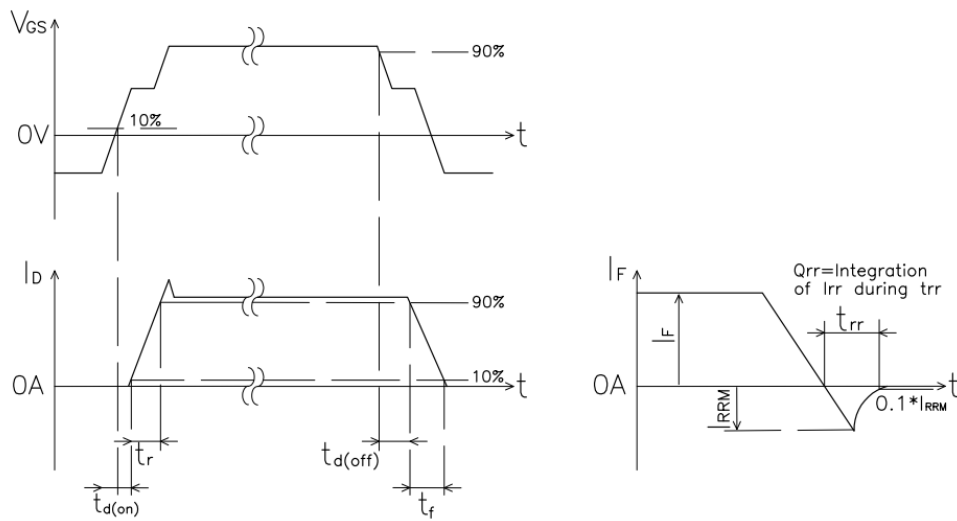 VGS
90%
10%
0V
t
ID
90%
0A
10%
t
tr
td(off)
td(on)
tf
IF
Qrr=Integration
of Irr during trr
trr
IF
0A
t
IRRM
0.1*IRRM